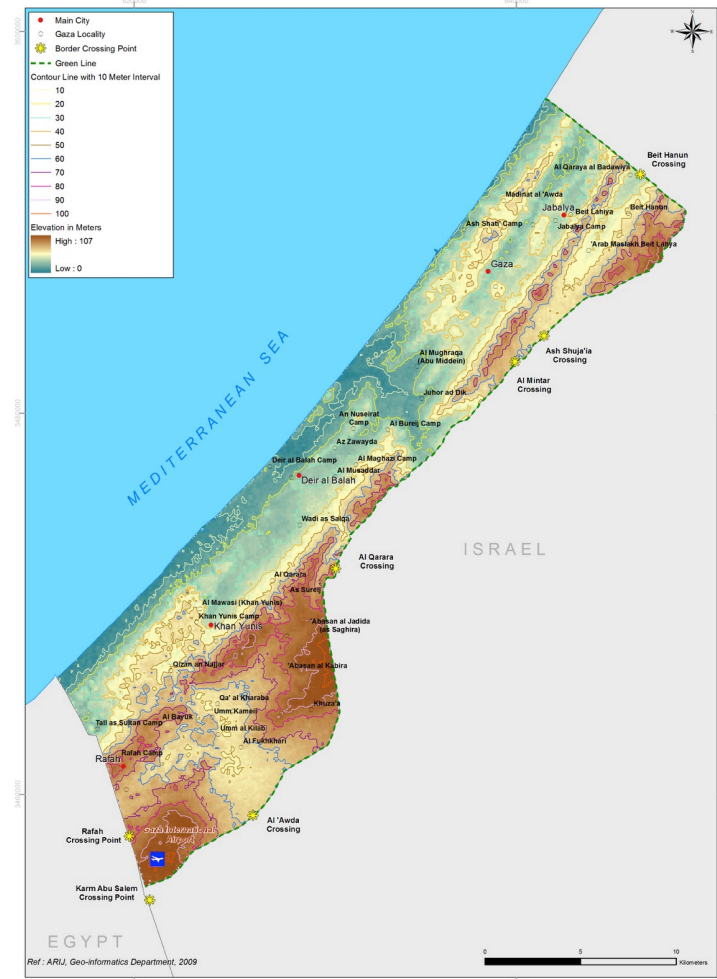 Main City
Gaza Locality
Border Crossing Point
Green Line
Contour Line with 10 Meter Interval
10
20
30
40
50
60
70
80
90
100
Elevation in Meters
High : 107
Low : 0
N
Beit Hanun
Crossing
Al Qaraya al Badawiya
Madinat al 'Awda
Jabalya
Beit Lahiya
Beit Hanun
Ash Shati' Camp
Jabalya Camp
'Arab Maslakh Beit Lahya
Gaza
Ash Shuja'ia
Crossing
Al Mughraqa
(Abu Middein)
Al Mintar
Crossing
Juhor ad Dik
MEDITERRANEAN SEA
An Nuseirat
Camp
Al Bureij Camp
Az Zawayda
Deir al Balah Camp
Al Maghazi Camp
Al Musaddar
Deir al Balah
Wadi as Salqa
ISRAEL
Al Qarara
Crossing
Al Qarara
As Sureij
Al Mawasi (Khan Yunis)
Khan Yunis Camp
Khan Yunis
'Abasan al Jadida
(as Saghira)
Qizan an Najjar
'Abasan al Kabira
Qa' al Kharaba
Umm Kameil
Khuza'a
Al Bayuk
Tall as Sultan Camp
Umm al Kilab
Al Fukhkhari
Rafah Camp
Rafah
Al 'Awda
Crossing
Rafah
Crossing Point
Gaza International
Airport
Karm Abu Salem
Crossing Point
EGYPT
Ref : ARIJ, Geo-informatics Department, 2009
0 5 10
Kilometers
3480000
3460000